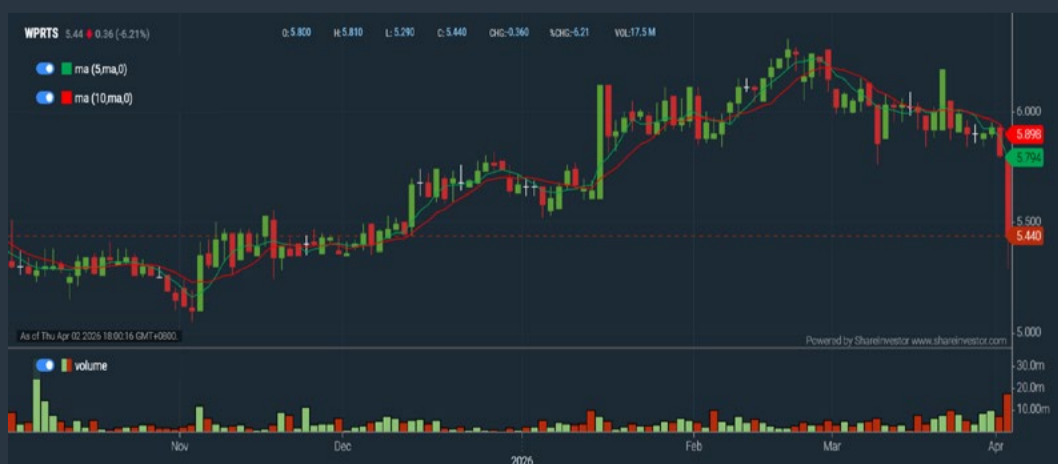 WPRTS 5.44 0.36 (-6.21%) O: 5.800 H: 5.810 L: 5.290 C: 5.440 CHG:-0.360 %CHG:-6.21 VOL:17.5 M
ma (5,ma,0)
ma (10,ma,0)
6.000
5.898
5.794
5.500
5.440
5.000
As of Thu Apr 02 2026 18:00:16 GMT+0800.
Powered by ShareInvestor www.shareinvestor.com
volume
30.0m
20.0m
10.00m
Nov Dec 2026 Feb Mar Apr